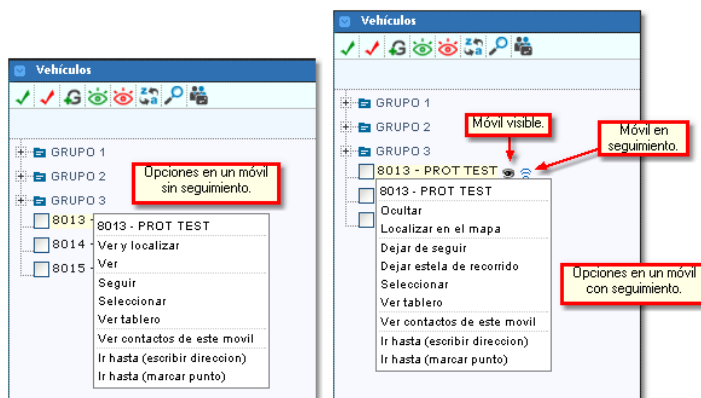 Vehículos
GRUPO 1
GRUPO 2
GRUPO 3
Opciones en un móvil
sin seguimiento.
8013 -
8014 -
8015 -
8013 - PROT TEST
Ver y localizar
Ver
Seguir
Seleccionar
Ver tablero
Ver contactos de este movil
Ir hasta (escribir direccion)
Ir hasta (marcar punto)
Vehículos
GRUPO 1
GRUPO 2
GRUPO 3
Móvil visible.
Móvil en
seguimiento.
8013 - PROT TEST
8013 - PROT TEST
Ocultar
Localizar en el mapa
Dejar de seguir
Dejar estela de recorrido
Seleccionar
Ver tablero
Ver contactos de este movil
Ir hasta (escribir direccion)
Ir hasta (marcar punto)
Opciones en un móvil
con seguimiento.